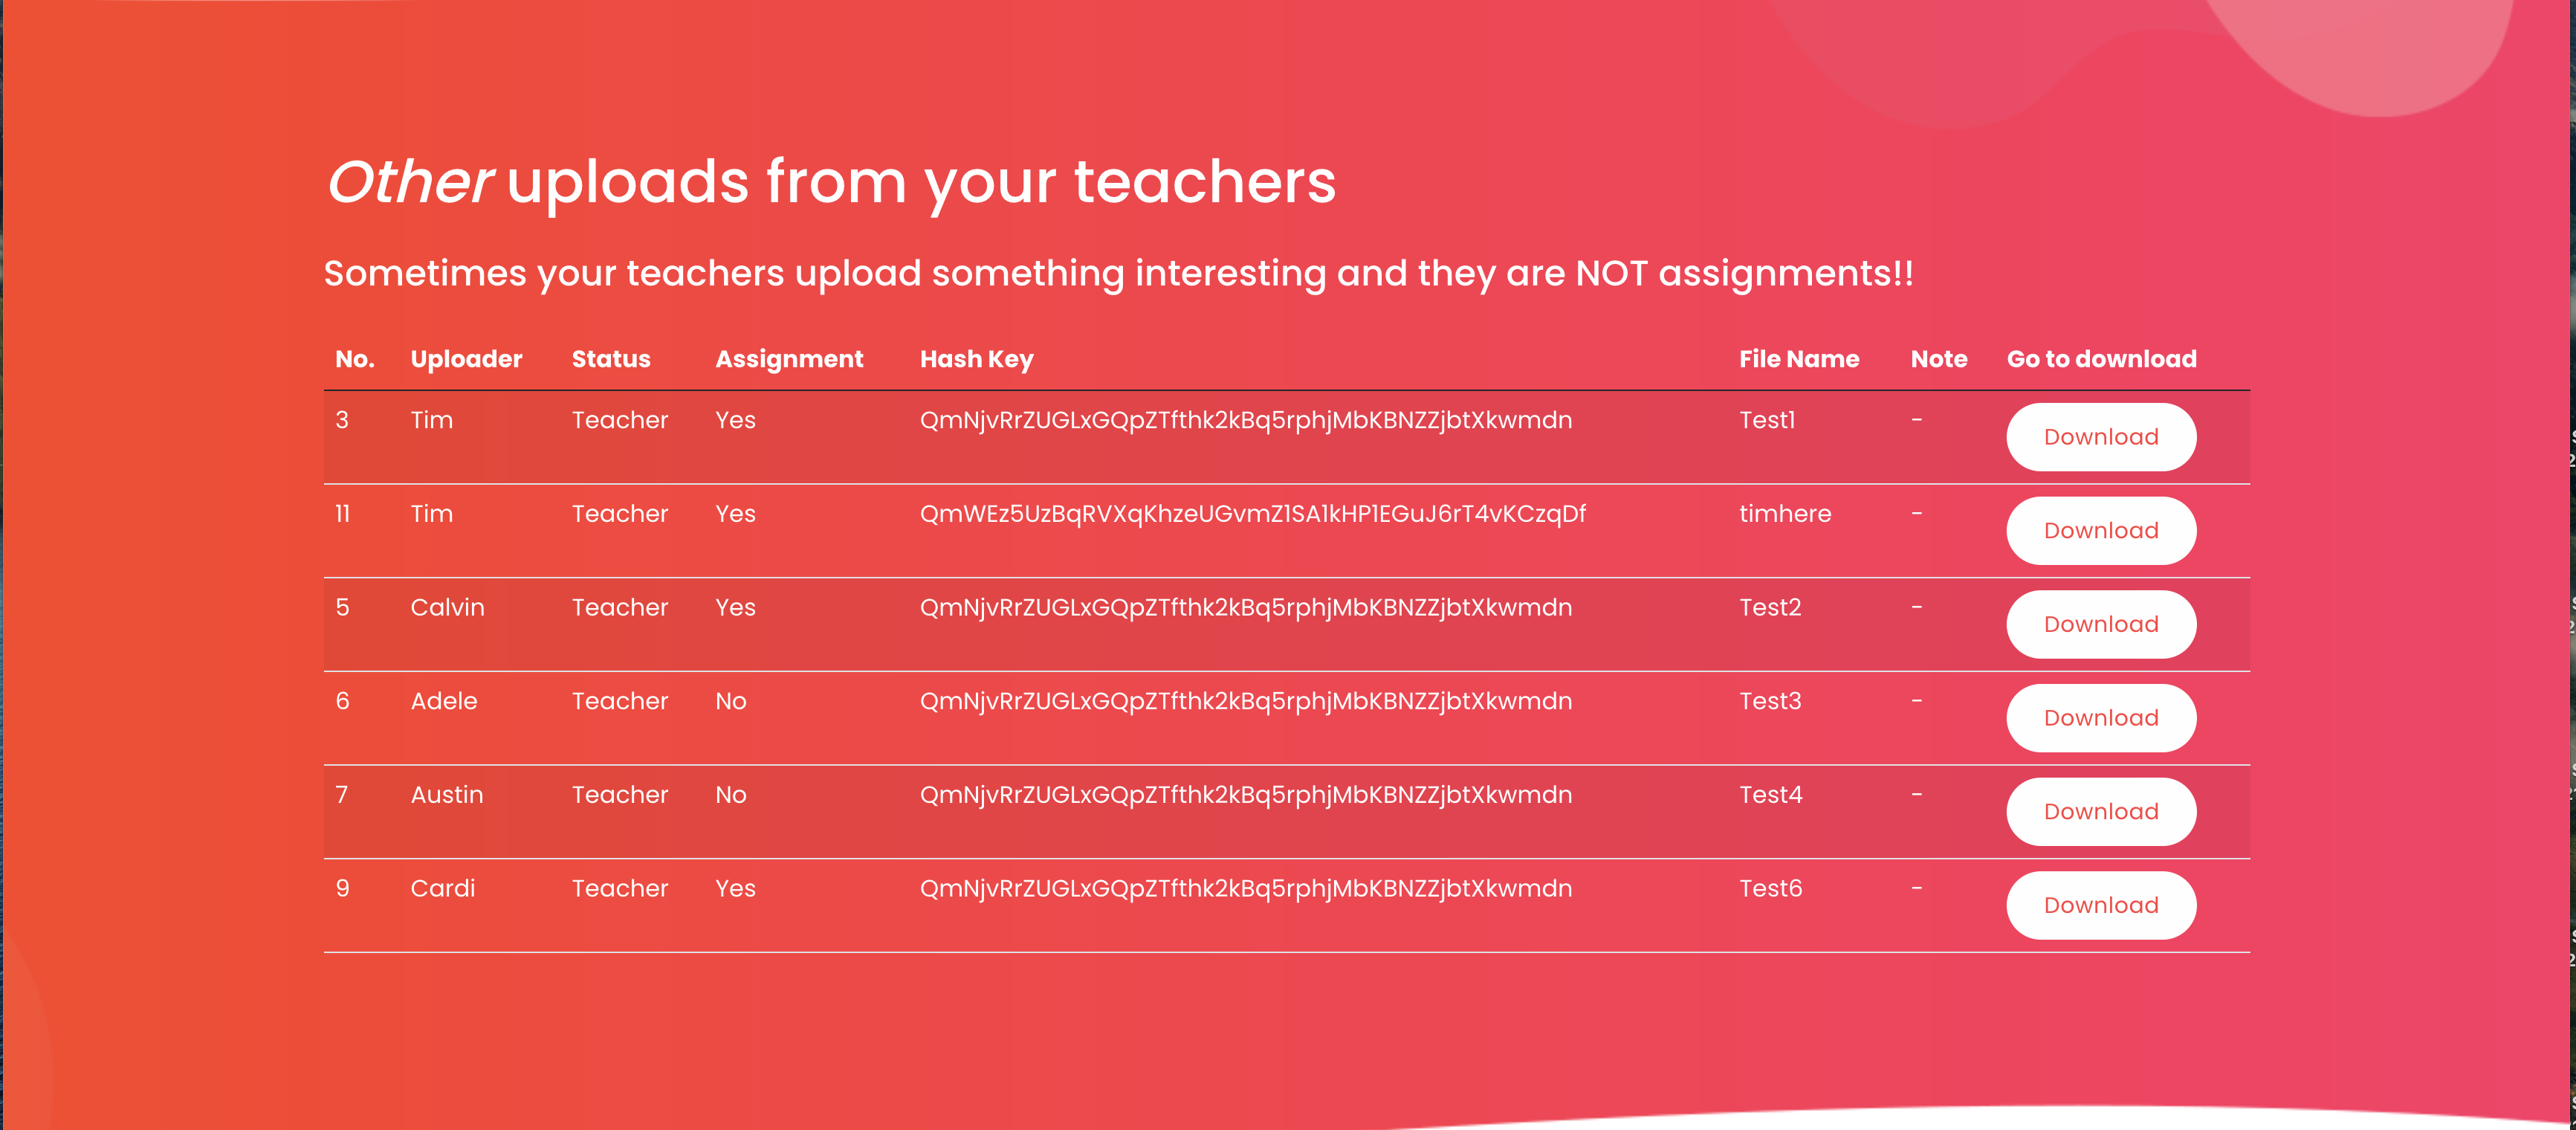 Other uploads from your teachers
Sometimes your teachers upload something interesting and they are NOT assignments!!
No. Uploader Status Assignment Hash Key File Name Note Go to download
3 Tim Teacher Yes QmNjvRrZUGLxGQpZTfthk2kBq5rphjMbKBNZZjbtXkwmdn Test1 - Download
11 Tim Teacher Yes QmWEz5UzBqRVXqKhzeUGvmZ1SA1kHP1EGuJ6rT4vKCzqDf timhere - Download
5 Calvin Teacher Yes QmNjvRrZUGLxGQpZTfthk2kBq5rphjMbKBNZZjbtXkwmdn Test2 - Download
6 Adele Teacher No QmNjvRrZUGLxGQpZTfthk2kBq5rphjMbKBNZZjbtXkwmdn Test3 - Download
7 Austin Teacher No QmNjvRrZUGLxGQpZTfthk2kBq5rphjMbKBNZZjbtXkwmdn Test4 - Download
9 Cardi Teacher Yes QmNjvRrZUGLxGQpZTfthk2kBq5rphjMbKBNZZjbtXkwmdn Test6 - Download